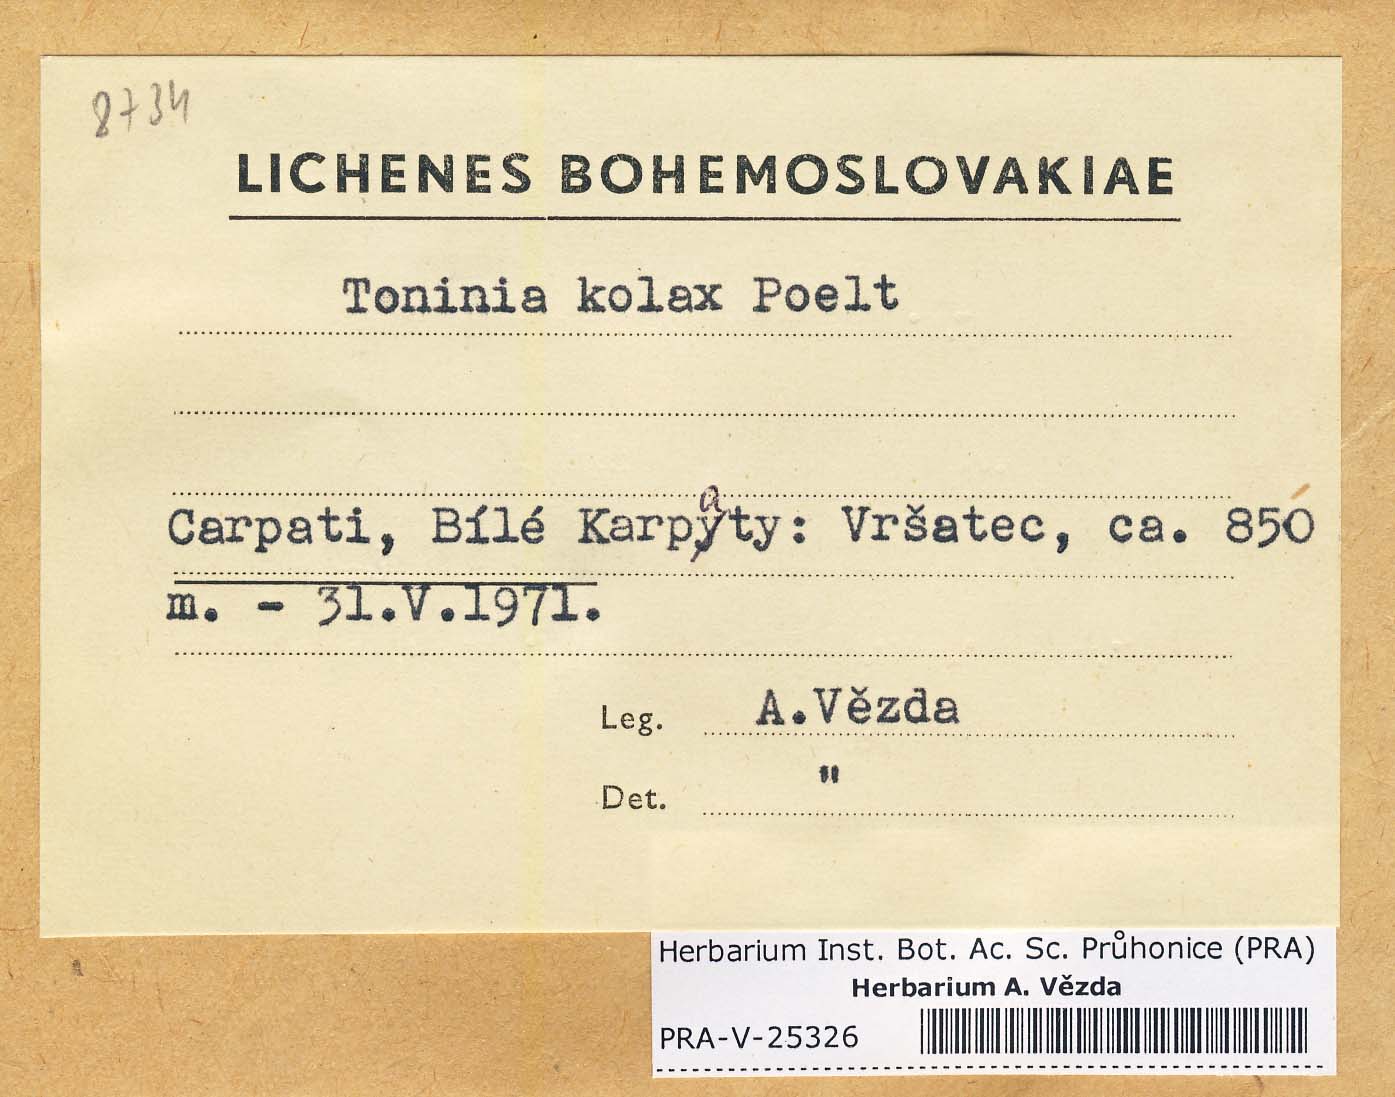 8734
LICHENES BOHEMOSLOVAKIAE
Toninia kolax Poelt
Carpati, Bílé Karpaty: Vršatec, ca. 850
m. - 31.V.1971.
Leg. A.Vězda
Det. "
Herbarium Inst. Bot. Ac. Sc. Průhonice (PRA)
Herbarium A. Vězda
PRA-V-25326